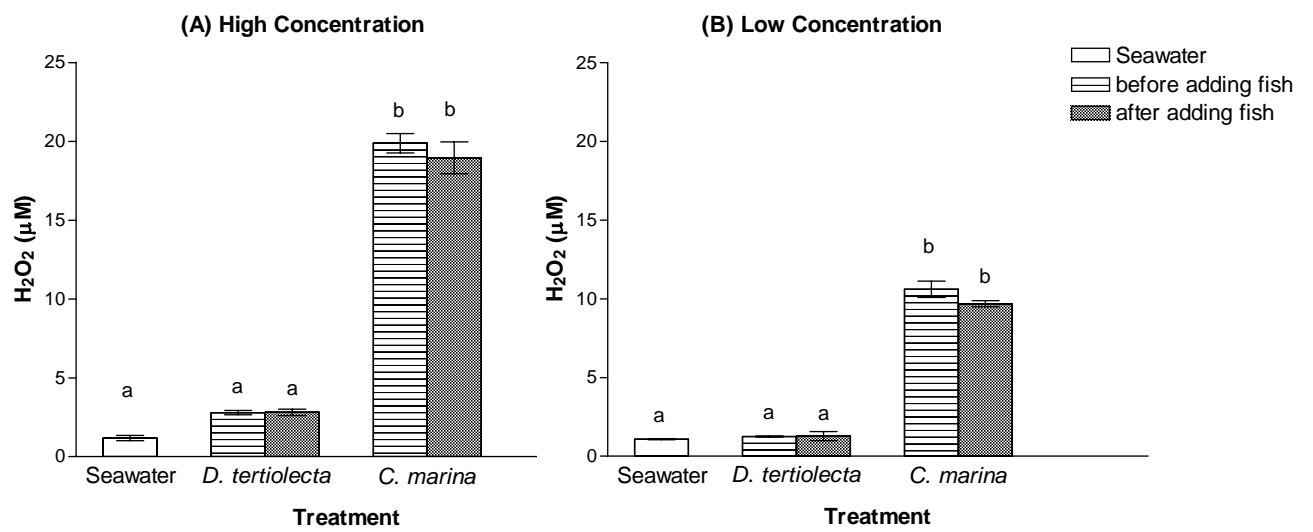 (A) High Concentration
25
20
15
10
5
0
H₂O₂ (μM)
a
a
a
b
b
Seawater
D. tertiolecta
C. marina
Treatment
(B) Low Concentration
25
20
15
10
5
0
H₂O₂ (μM)
a
a
a
b
b
Seawater
D. tertiolecta
C. marina
Treatment
Seawater
before adding fish
after adding fish